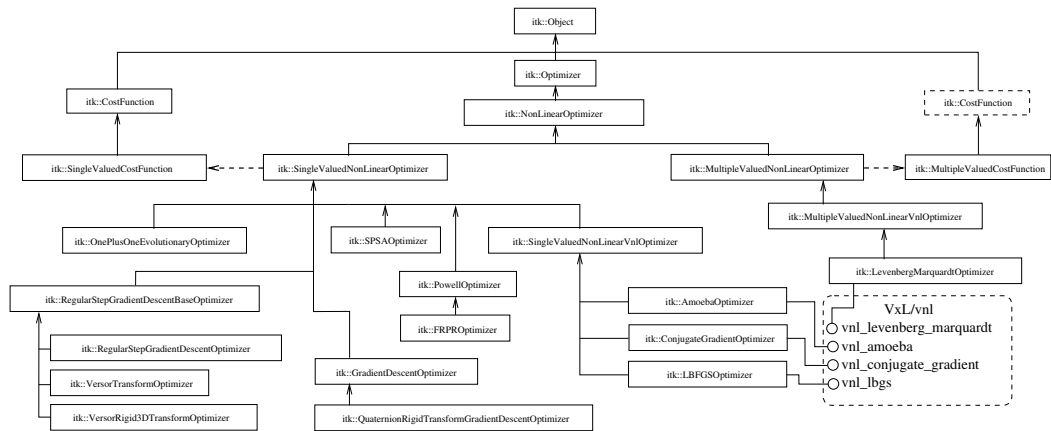 itk::Object
itk::Optimizer
itk::CostFunction
itk::NonLinearOptimizer
itk::CostFunction
itk::SingleValuedCostFunction
itk::SingleValuedNonLinearOptimizer
itk::MultipleValuedNonLinearOptimizer
itk::MultipleValuedCostFunction
itk::MultipleValuedNonLinearVnlOptimizer
itk::OnePlusOneEvolutionaryOptimizer
itk::SPSAOptimizer
itk::SingleValuedNonLinearVnlOptimizer
itk::LevenbergMarquardtOptimizer
itk::PowellOptimizer
itk::RegularStepGradientDescentBaseOptimizer
itk::AmoebaOptimizer
VxL/vnl
itk::FRPROptimizer
vnl_levenberg_marquardt
itk::ConjugateGradientOptimizer
vnl_amoeba
itk::RegularStepGradientDescentOptimizer
vnl_conjugate_gradient
itk::GradientDescentOptimizer
itk::LBFGSOptimizer
vnl_lbgs
itk::VersorTransformOptimizer
itk::VersorRigid3DTransformOptimizer
itk::QuaternionRigidTransformGradientDescentOptimizer